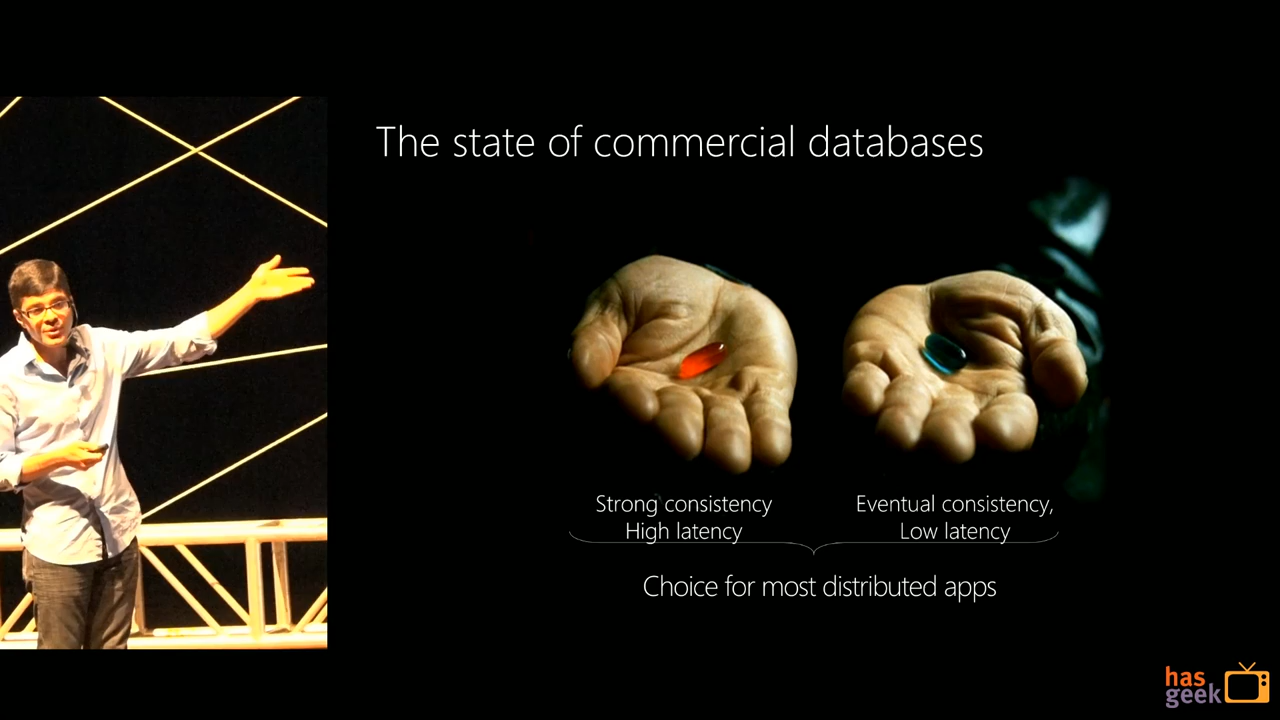 The state of commercial databases
Strong consistency
High latency
Eventual consistency,
Low latency
Choice for most distributed apps
has
geek